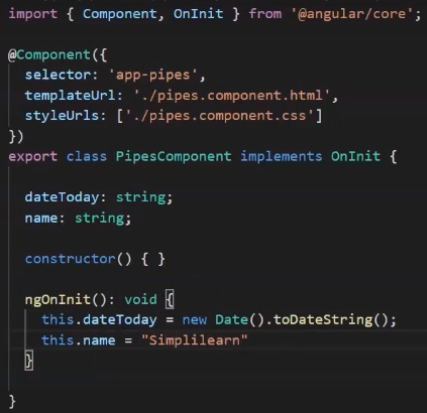 import { Component, OnInit } from '@angular/core';
@Component({
selector: 'app-pipes',
templateUrl: './pipes.component.html',
styleUrls: ['./pipes.component.css']
})
export class PipesComponent implements OnInit {
dateToday: string;
name: string;
constructor() { }
ngOnInit(): void {
this.dateToday = new Date().toDateString();
this.name = "Simplilearn"
}
}